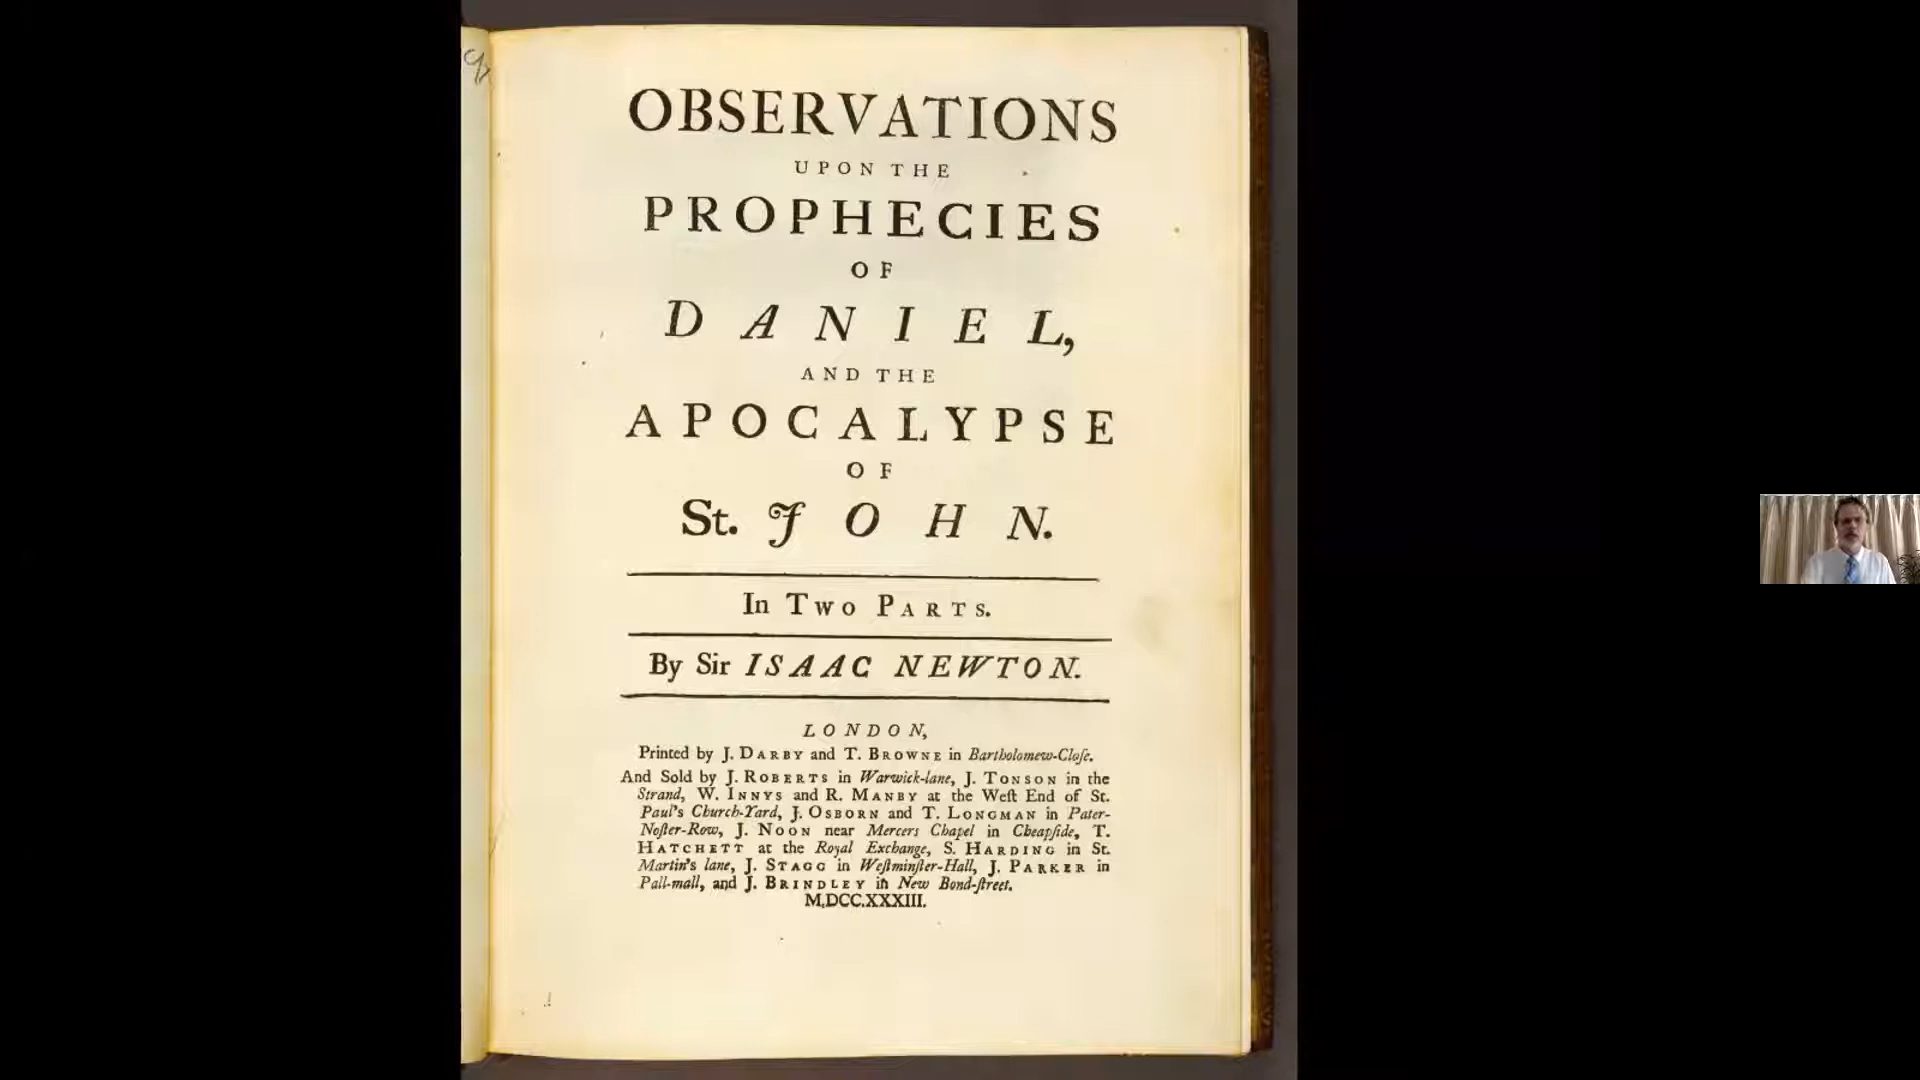 OBSERVATIONS
UPON THE
PROPHECIES
OF
DANIEL,
AND THE
APOCALYPSE
OF
St. JOHN.
In Two Parts.
By Sir ISAAC NEWTON.
LONDON,
Printed by J. DARBY and T. BROWNE in Bartholomew-Cloſe.
And Sold by J. ROBERTS in Warwick-lane, J. TONSON in the
Strand, W. INNYS and R. MANBY at the Weſt End of St.
Paul's Church-Yard, J. OSBORN and T. LONGMAN in Pater-
Noſter-Row, J. NOON near Mercers Chapel in Cheapſide, T.
HATCHETT at the Royal Exchange, S. HARDING in St.
Martin's lane, J. STAGG in Weſtminſter-Hall, J. PARKER in
Pall-mall, and J. BRINDLEY in New Bond-ſtreet.
M.DCC.XXXIII.